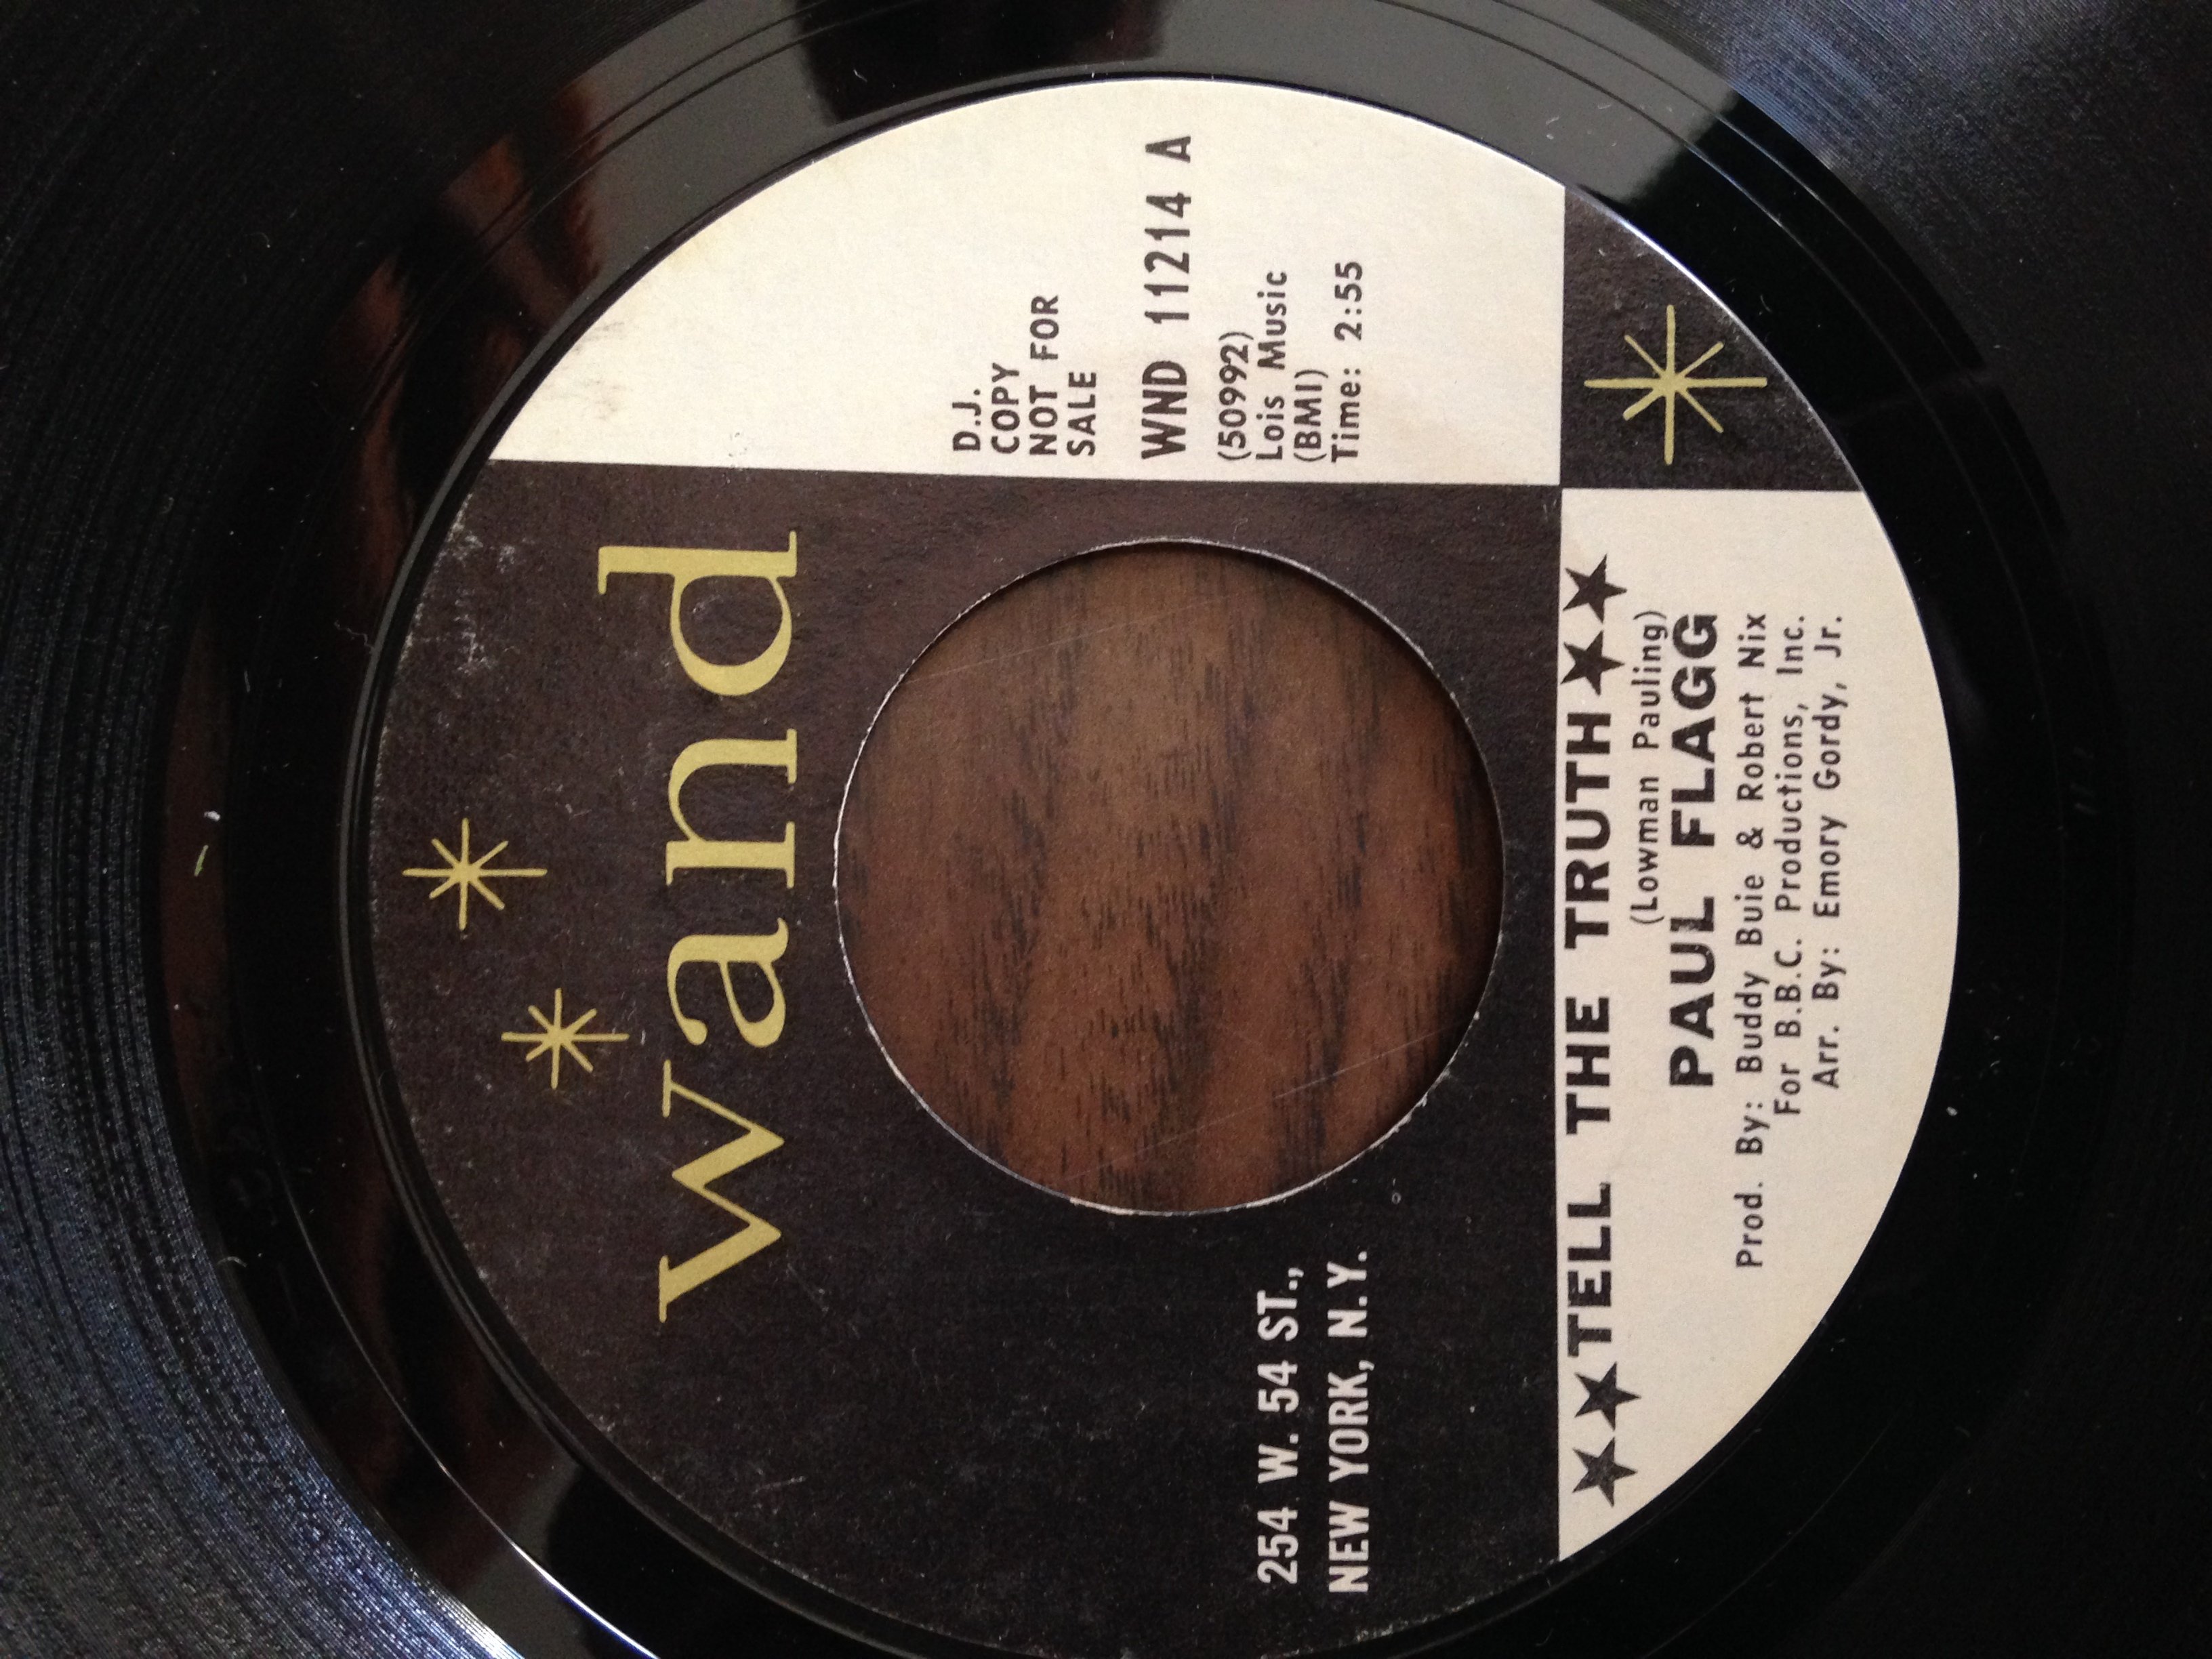 wand
D.J.
COPY
NOT FOR
SALE
WND 11214 A
(50992)
Lois Music
(BMI)
Time: 2:55
254 W. 54 ST.,
NEW YORK, N.Y.
★★TELL THE TRUTH★★
(Lowman Pauling)
PAUL FLAGG
Prod. By: Buddy Buie & Robert Nix
For B.B.C. Productions, Inc.
Arr. By: Emory Gordy, Jr.